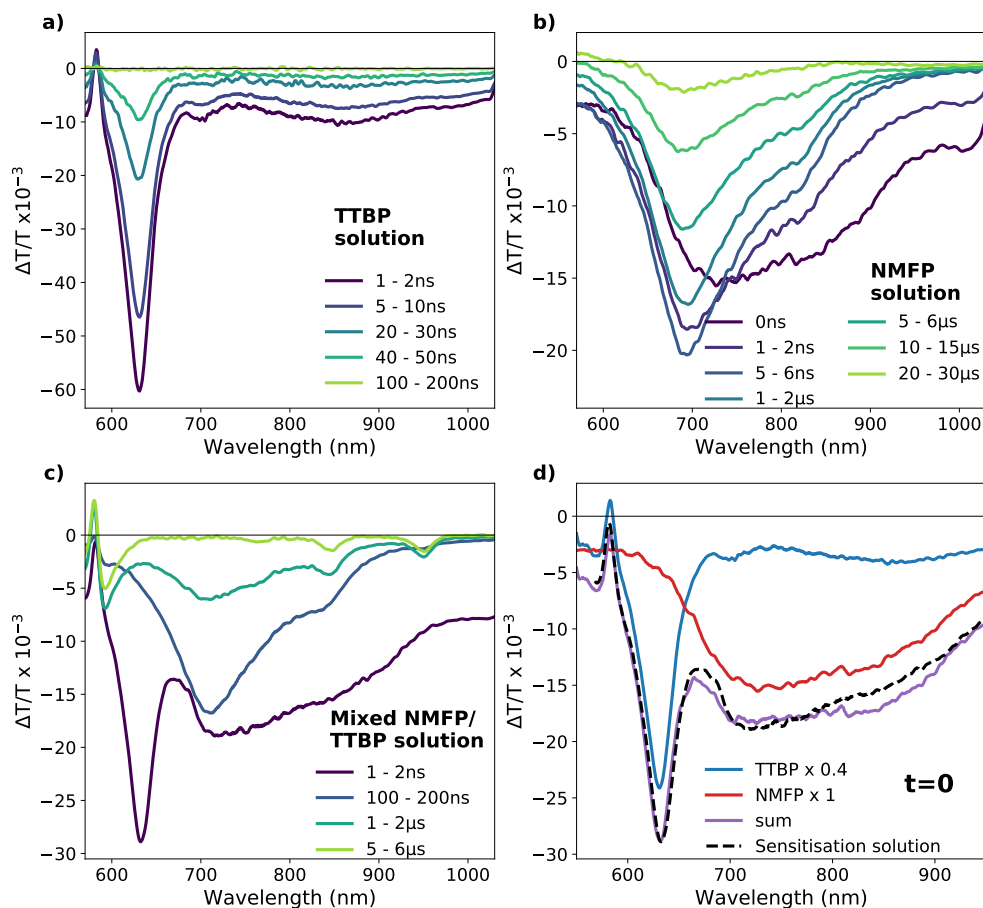 a)
ΔT/T x10⁻³
0
−10
−20
−30
−40
−50
−60
600
700
800
900
1000
Wavelength (nm)
TTBP
solution
1 - 2ns
5 - 10ns
20 - 30ns
40 - 50ns
100 - 200ns
b)
ΔT/T x10⁻³
0
−5
−10
−15
−20
600
700
800
900
1000
Wavelength (nm)
NMFP
solution
0ns
1 - 2ns
5 - 6ns
1 - 2µs
5 - 6µs
10 - 15µs
20 - 30µs
c)
ΔT/T x 10⁻³
0
−5
−10
−15
−20
−25
−30
600
700
800
900
1000
Wavelength (nm)
Mixed NMFP/
TTBP solution
1 - 2ns
100 - 200ns
1 - 2µs
5 - 6µs
d)
ΔT/T x 10⁻³
0
−5
−10
−15
−20
−25
−30
600
700
800
900
Wavelength (nm)
TTBP x 0.4
NMFP x 1
sum
Sensitisation solution
t=0